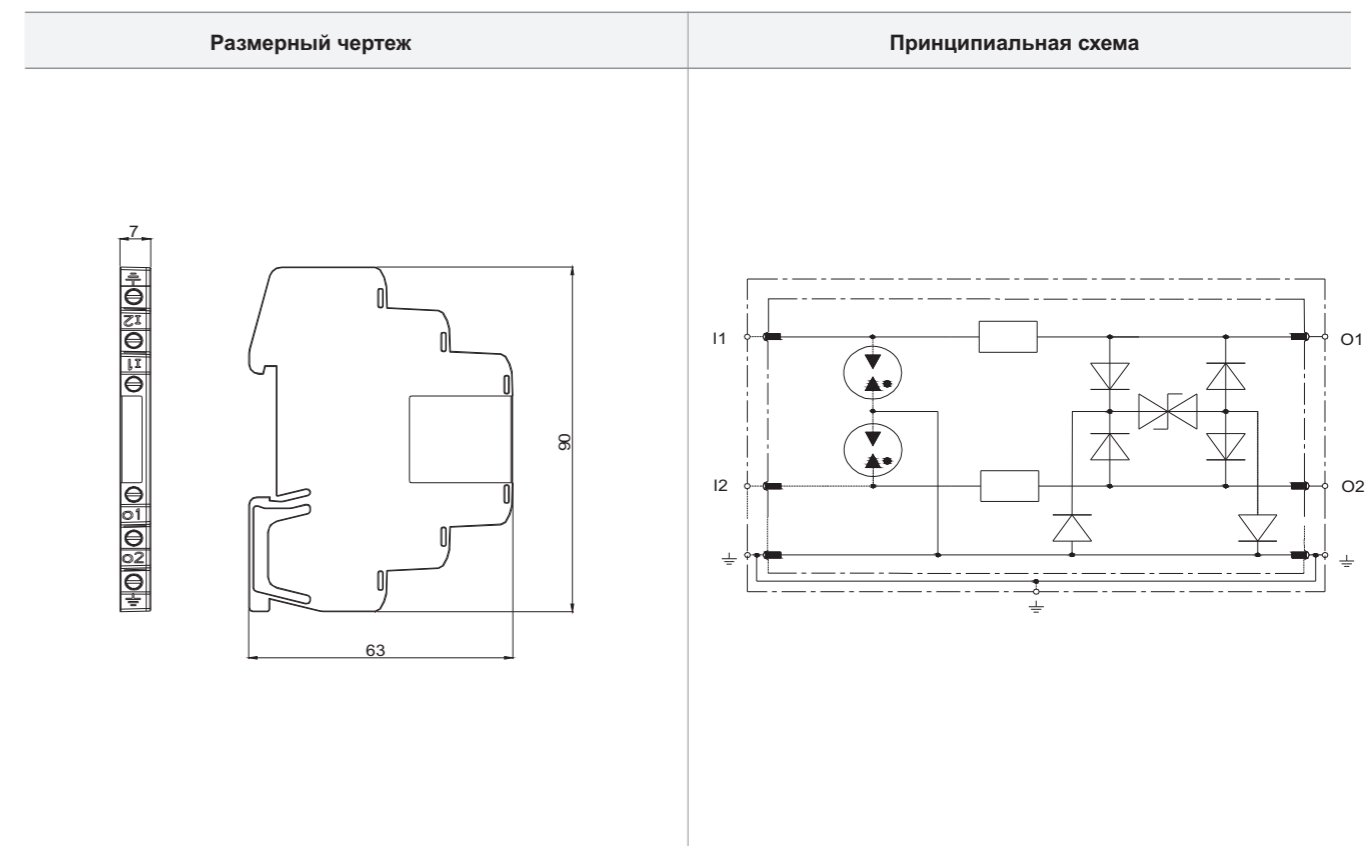 Размерный чертеж
Принципиальная схема
7
I2
I1
O1
O2
90
63
I1
O1
I2
O2